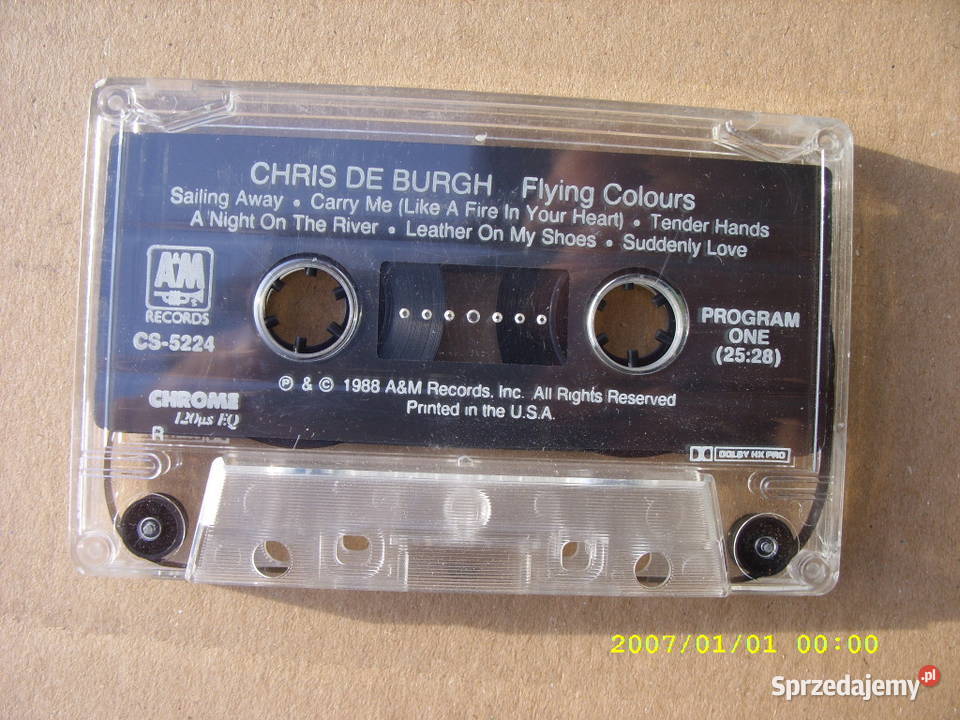 CHRIS DE BURGH Flying Colours
Sailing Away • Carry Me (Like A Fire In Your Heart) • Tender Hands
A Night On The River • Leather On My Shoes • Suddenly Love
A&M
RECORDS
CS-5224
PROGRAM
ONE
(25:28)
℗ & © 1988 A&M Records, Inc. All Rights Reserved
Printed in the U.S.A.
CHROME
120µs EQ
R
DOLBY HX PRO
2007/01/01 00:00
Sprzedajemy.pl